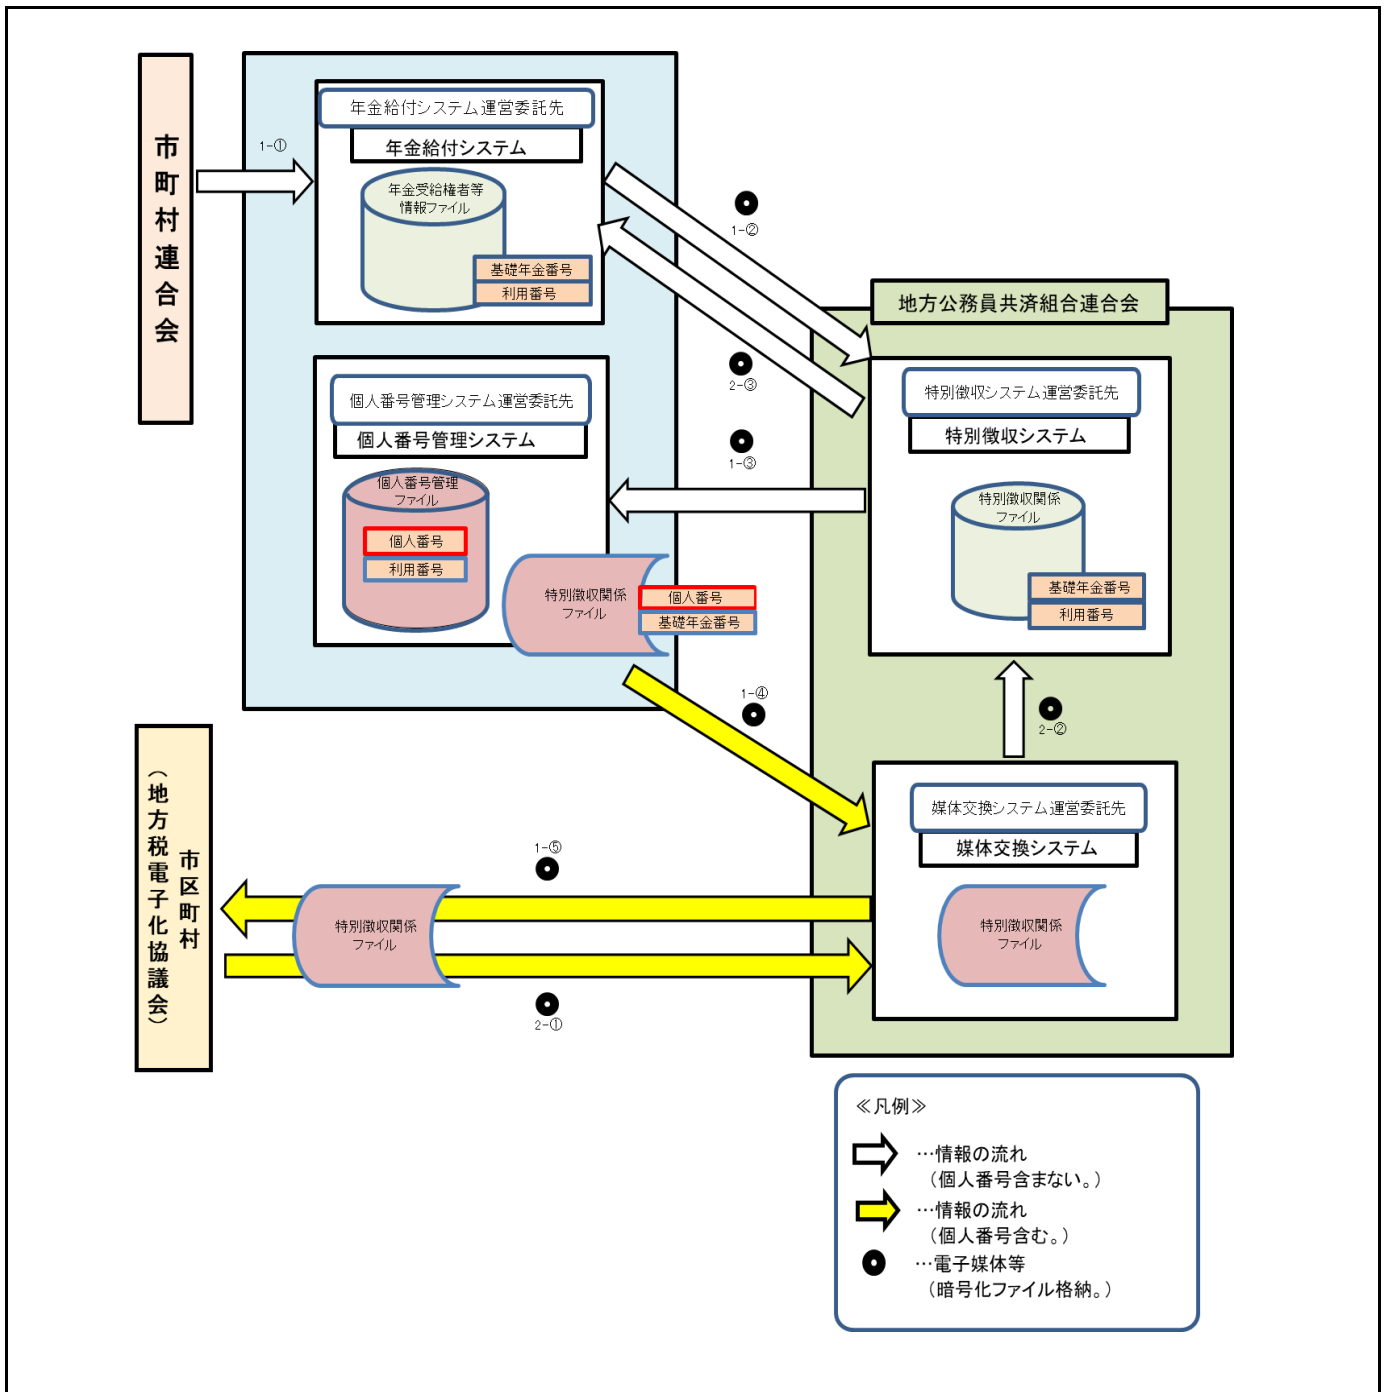 市町村連合会
1-①
年金給付システム運営委託先
年金給付システム
年金受給権者等
情報ファイル
基礎年金番号
利用番号
1-②
2-③
1-③
個人番号管理システム運営委託先
個人番号管理システム
個人番号管理
ファイル
個人番号
利用番号
特別徴収関係
ファイル
個人番号
基礎年金番号
地方公務員共済組合連合会
特別徴収システム運営委託先
特別徴収システム
特別徴収関係
ファイル
基礎年金番号
利用番号
1-④
2-②
媒体交換システム運営委託先
媒体交換システム
特別徴収関係
ファイル
市区町村
（地方税電子化協議会）
1-⑤
特別徴収関係
ファイル
2-①
≪凡例≫
…情報の流れ
（個人番号含まない。）
…情報の流れ
（個人番号含む。）
…電子媒体等
（暗号化ファイル格納。）